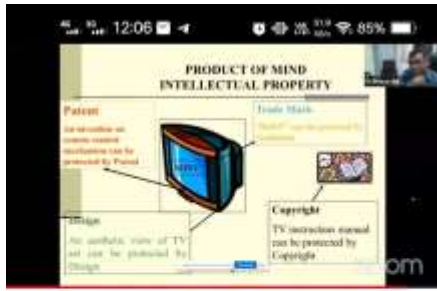 12:06
85%
PRODUCT OF MIND
INTELLECTUAL PROPERTY
Patent
Trade Mark
An invention on
remote control
mechanism can be
protected by Patent
can be protected by
Design
An aesthetic view of TV
set can be protected by
Design
Copyright
TV instruction manual
can be protected by
Copyright